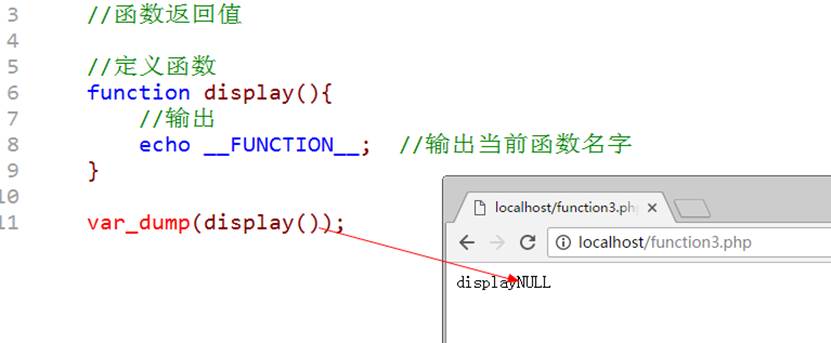 3 //函数返回值
4
5 //定义函数
6 function display(){
7 //输出
8 echo __FUNCTION__; //输出当前函数名字
9 }
10
11 var_dump(display());
localhost/function3.php
localhost/function3.php
displayNULL